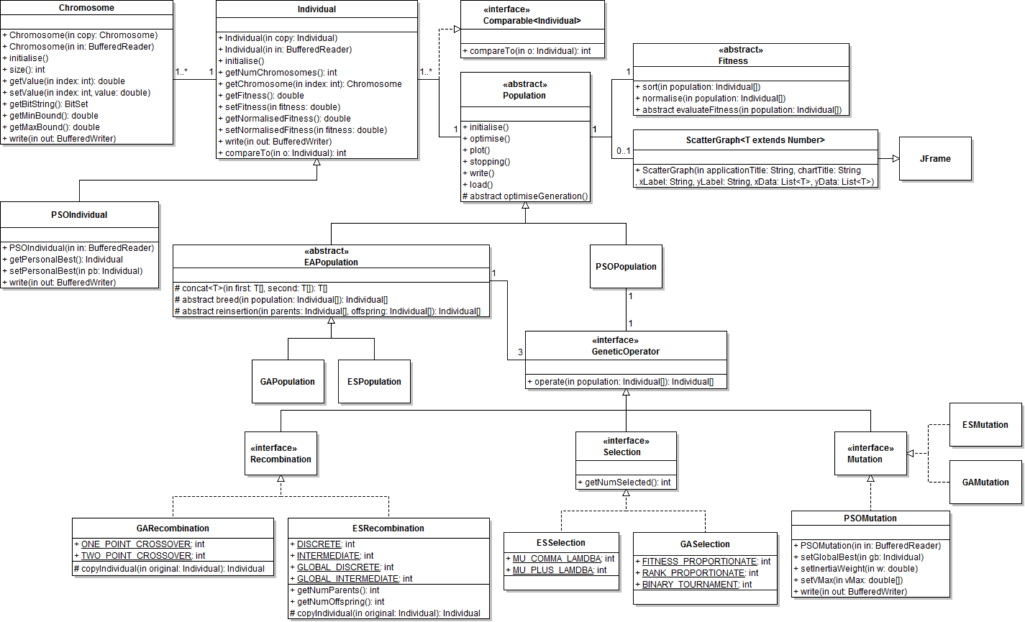 Chromosome
+ Chromosome(in copy: Chromosome)
+ Chromosome(in in: BufferedReader)
+ initialise()
+ size(): int
+ getValue(in index: int): double
+ setValue(in index: int, value: double)
+ getBitString(): BitSet
+ getMinBound(): double
+ getMaxBound(): double
+ write(in out: BufferedWriter)
1..*
1
Individual
+ Individual(in copy: Individual)
+ Individual(in in: BufferedReader)
+ initialise()
+ getNumChromosomes(): int
+ getChromosome(in index: int): Chromosome
+ getFitness(): double
+ setFitness(in fitness: double)
+ getNormalisedFitness(): double
+ setNormalisedFitness(in fitness: double)
+ write(in out: BufferedWriter)
+ compareTo(in o: Individual): int
1..*
1
«interface»
Comparable<Individual>
+ compareTo(in o: Individual): int
«abstract»
Population
+ initialise()
+ optimise()
+ plot()
+ stopping()
+ write()
+ load()
# abstract optimiseGeneration()
1
1
0..1
«abstract»
Fitness
+ sort(in population: Individual[])
+ normalise(in population: Individual[])
+ abstract evaluateFitness(in population: Individual[])
ScatterGraph<T extends Number>
+ ScatterGraph(in applicationTitle: String, chartTitle: String
, xLabel: String, yLabel: String, xData: List<T>, yData: List<T>)
JFrame
PSOIndividual
+ PSOIndividual(in in: BufferedReader)
+ getPersonalBest(): Individual
+ setPersonalBest(in pb: Individual)
+ write(in out: BufferedWriter)
«abstract»
EAPopulation
# concat<T>(in first: T[], second: T[]): T[]
# abstract breed(in population: Individual[]): Individual[]
# abstract reinsertion(in parents: Individual[], offspring: Individual[]): Individual[]
1
3
PSOPopulation
1
1
GAPopulation
ESPopulation
«interface»
GeneticOperator
+ operate(in population: Individual[]): Individual[]
«interface»
Recombination
«interface»
Selection
+ getNumSelected(): int
«interface»
Mutation
ESMutation
GAMutation
GARecombination
+ ONE_POINT_CROSSOVER: int
+ TWO_POINT_CROSSOVER: int
# copyIndividual(in original: Individual): Individual
ESRecombination
+ DISCRETE: int
+ INTERMEDIATE: int
+ GLOBAL_DISCRETE: int
+ GLOBAL_INTERMEDIATE: int
+ getNumParents(): int
+ getNumOffspring(): int
# copyIndividual(in original: Individual): Individual
ESSelection
+ MU_COMMA_LAMDBA: int
+ MU_PLUS_LAMDBA: int
GASelection
+ FITNESS_PROPORTIONATE: int
+ RANK_PROPORTIONATE: int
+ BINARY_TOURNAMENT: int
PSOMutation
+ PSOMutation(in in: BufferedReader)
+ setGlobalBest(in gb: Individual)
+ setInertiaWeight(in w: double)
+ setVMax(in vMax: double[])
+ write(in out: BufferedWriter)